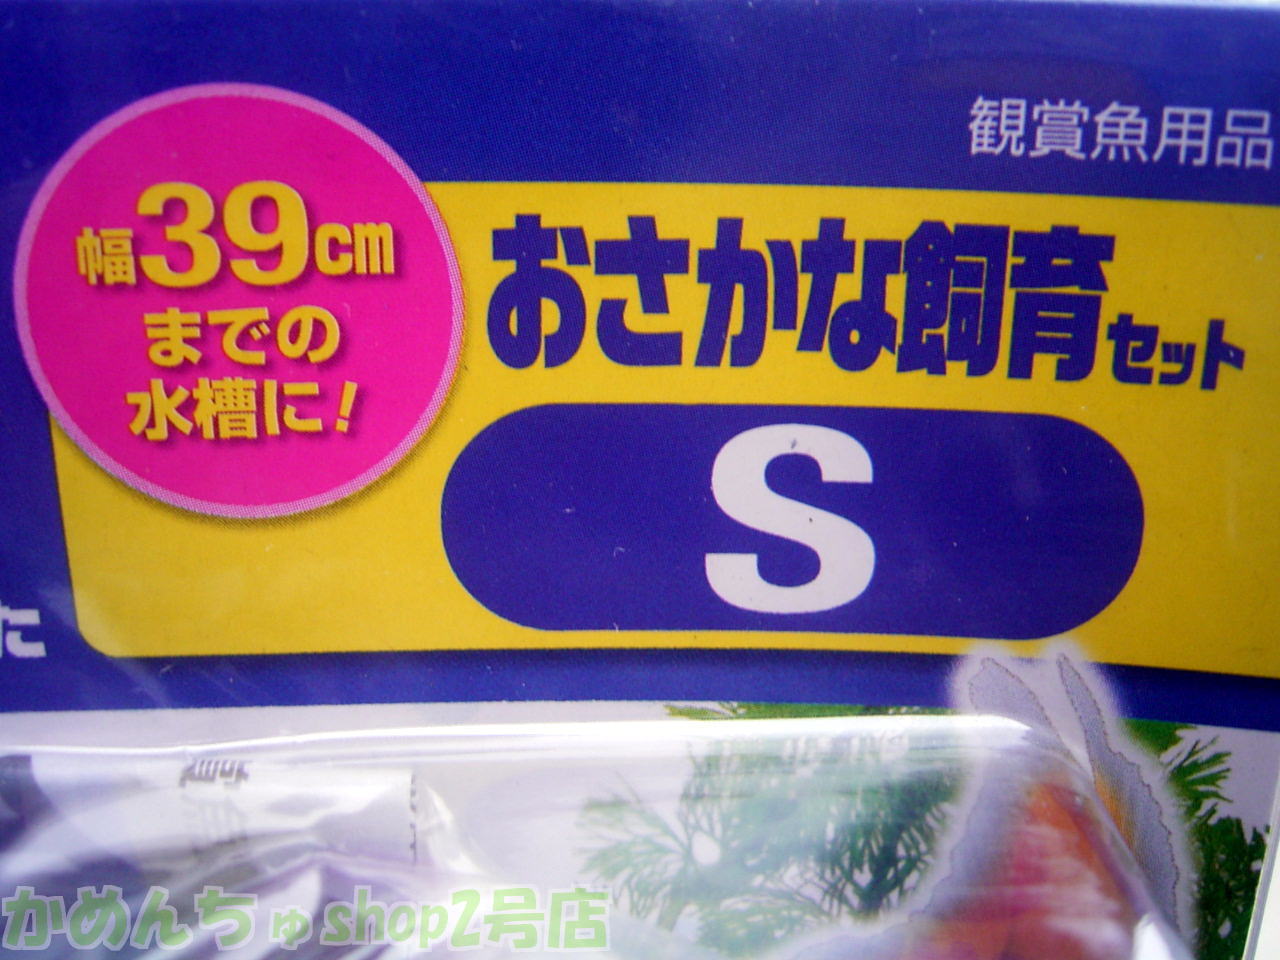 観賞魚用品
幅39cm
までの
水槽に!
おさかな飼育セット
S
た
かめんちゅshop2号店